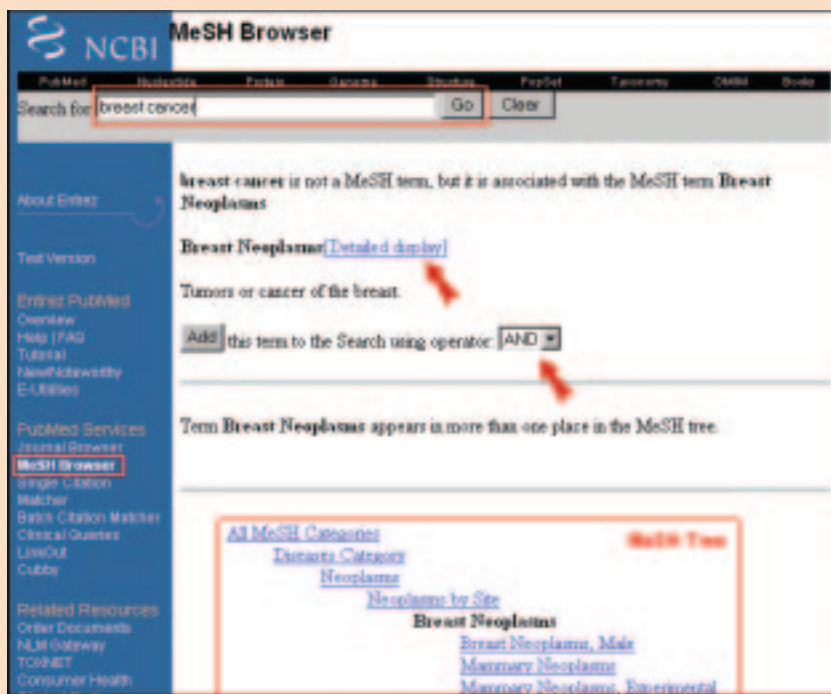 NCBI
MeSH Browser
PubMed Nucleotide Protein Genome Structure PopSet Taxonomy OMIM Books
Search for breast cancer Go Clear
About Entrez
Text Version
Entrez PubMed
Overview
Help | FAQ
Tutorial
New/Noteworthy
E-Utilities
PubMed Services
Journal Browser
MeSH Browser
Single Citation
Matcher
Batch Citation Matcher
Clinical Queries
LinkOut
Cubby
Related Resources
Order Documents
NLM Gateway
TOXNET
Consumer Health
breast cancer is not a MeSH term, but it is associated with the MeSH term Breast
Neoplasms
Breast Neoplasms[Detailed display]
Tumors or cancer of the breast.
Add this term to the Search using operator: AND
Term Breast Neoplasms appears in more than one place in the MeSH tree.
MeSH Tree
All MeSH Categories
Diseases Category
Neoplasms
Neoplasms by Site
Breast Neoplasms
Breast Neoplasms, Male
Mammary Neoplasms
Mammary Neoplasms, Experimental